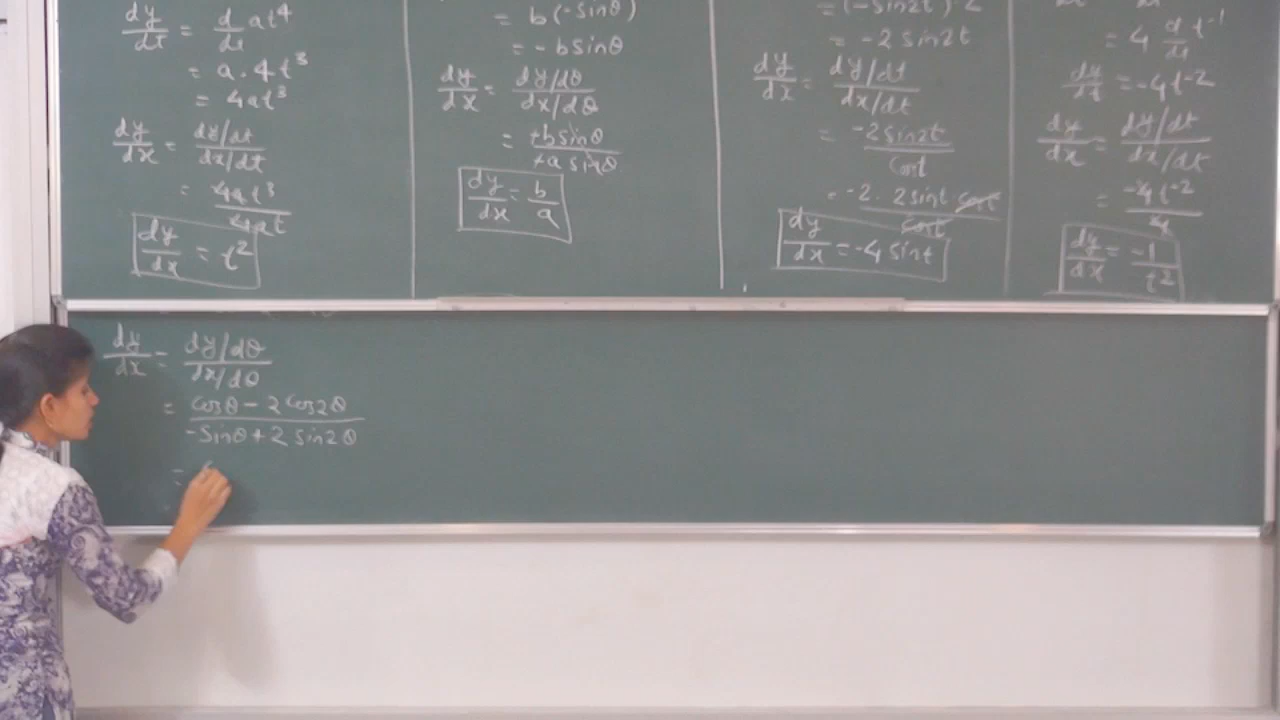 dy/dt = d/dt at⁴
= a · 4t³
= 4at³
dy/dx = (dy/dt)/(dx/dt)
= 4at³/4at
dy/dx = t²
= b(-sinθ)
= -bsinθ
dy/dx = (dy/dθ)/(dx/dθ)
= +bsinθ/+a sinθ
dy/dx = b/a
= (-sin2t)·2
= -2 sin2t
dy/dx = (dy/dt)/(dx/dt)
= -2 sin2t/cost
= -2 · 2sint cost/cost
dy/dx = -4 sint
= 4 d/dt t⁻¹
dy/dt = -4t⁻²
dy/dx = (dy/dt)/(dx/dt)
= -4t⁻²/4
dy/dx = -1/t²
dy/dx = (dy/dθ)/(dx/dθ)
= (cosθ - 2cos2θ)/(-sinθ + 2 sin2θ)
=